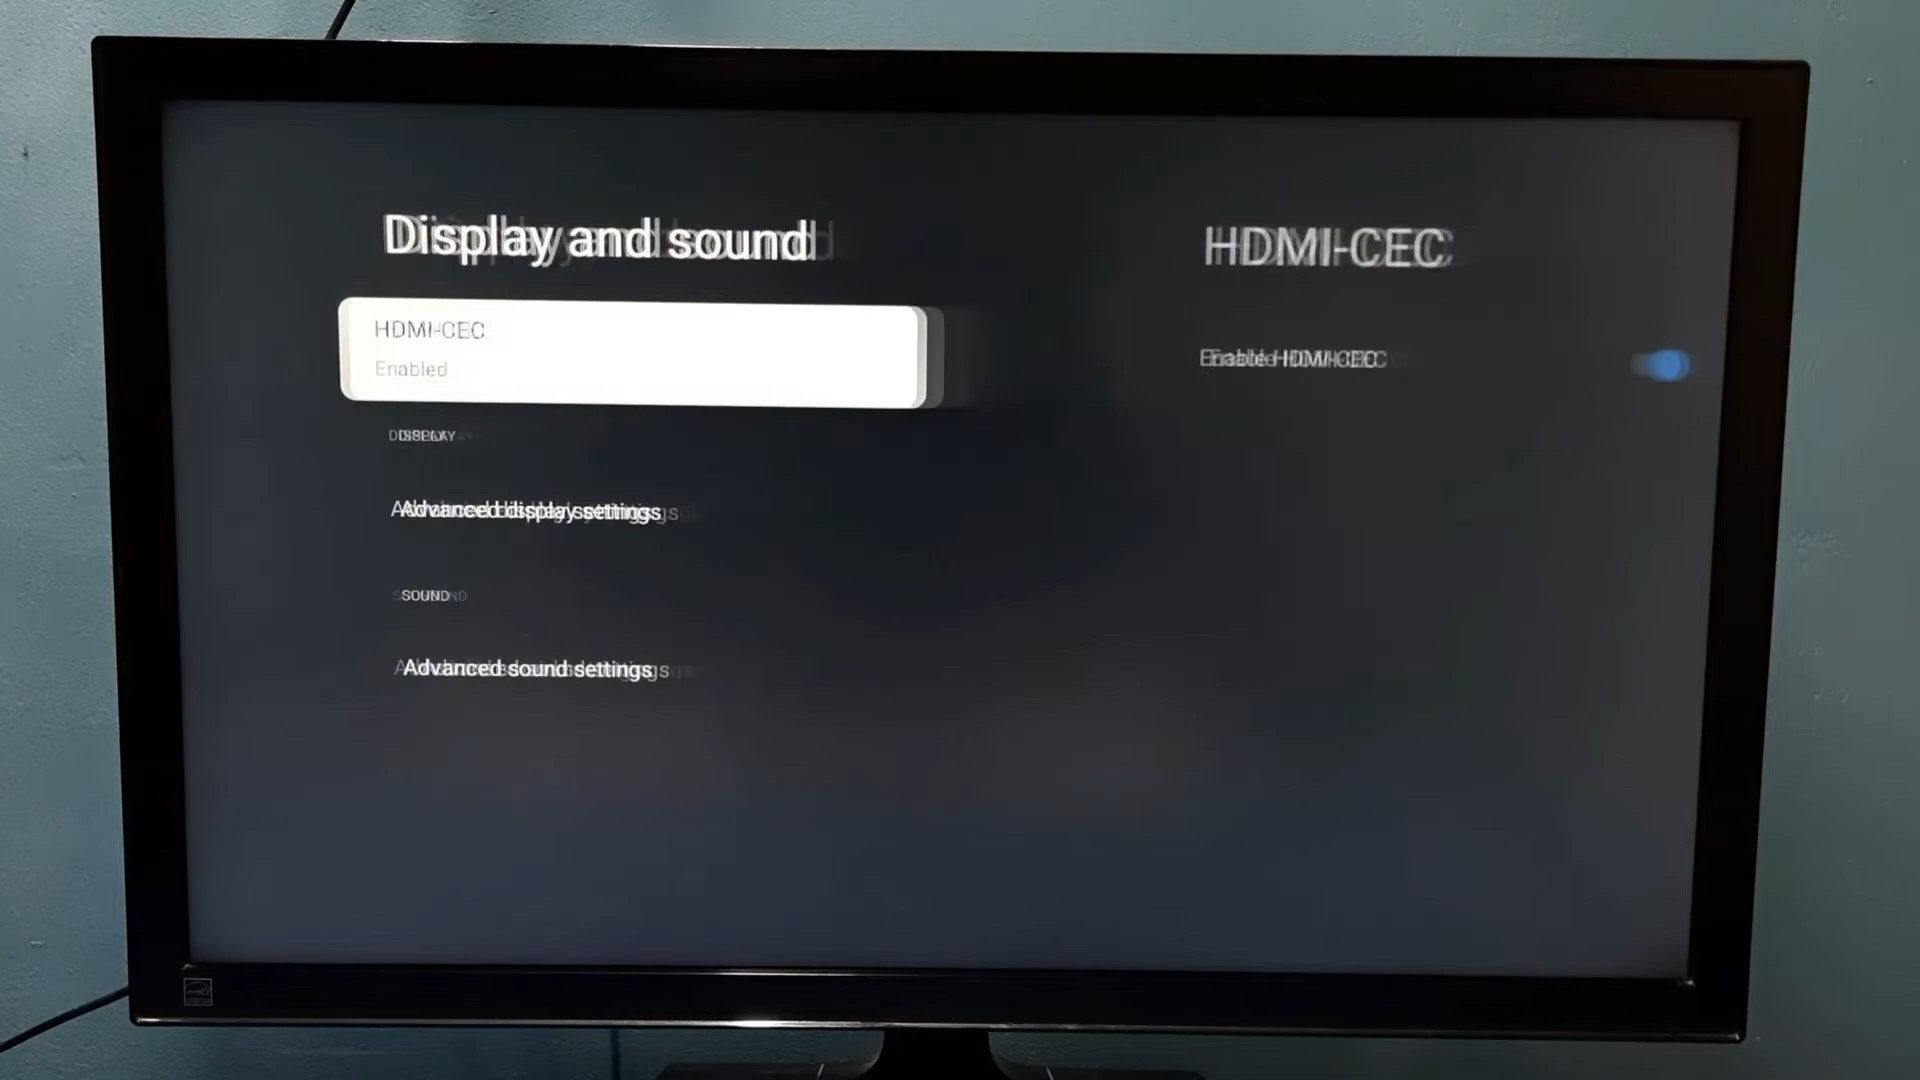 Display and sound
HDMI-CEC
Enabled
DISPLAY
Advanced display settings
SOUND
Advanced sound settings
HDMI-CEC
Enable HDMI-CEC